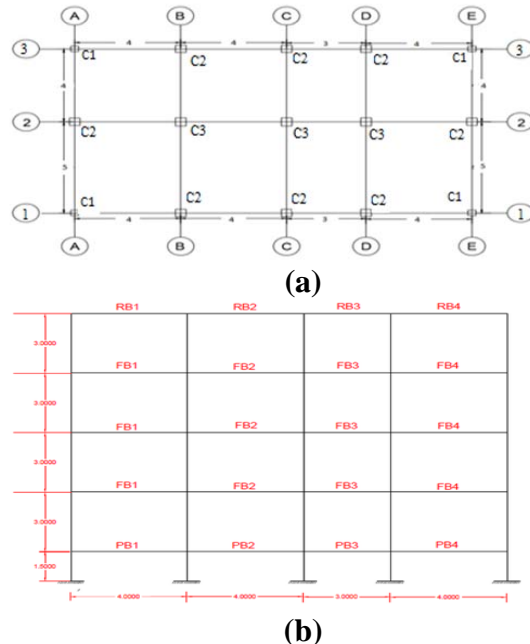 A B C D E
4 4 3 4
3 C1 C2 C2 C2 C1 3
4 4
2 C2 C3 C3 C3 C2 2
5 5
1 C1 C2 C2 C2 C1 1
4 4 3 4
A B C D E
(a)
RB1 RB2 RB3 RB4
3.0000
FB1 FB2 FB3 FB4
3.0000
FB1 FB2 FB3 FB4
3.0000
FB1 FB2 FB3 FB4
3.0000
PB1 PB2 PB3 PB4
1.5000
4.0000 4.0000 3.0000 4.0000
(b)